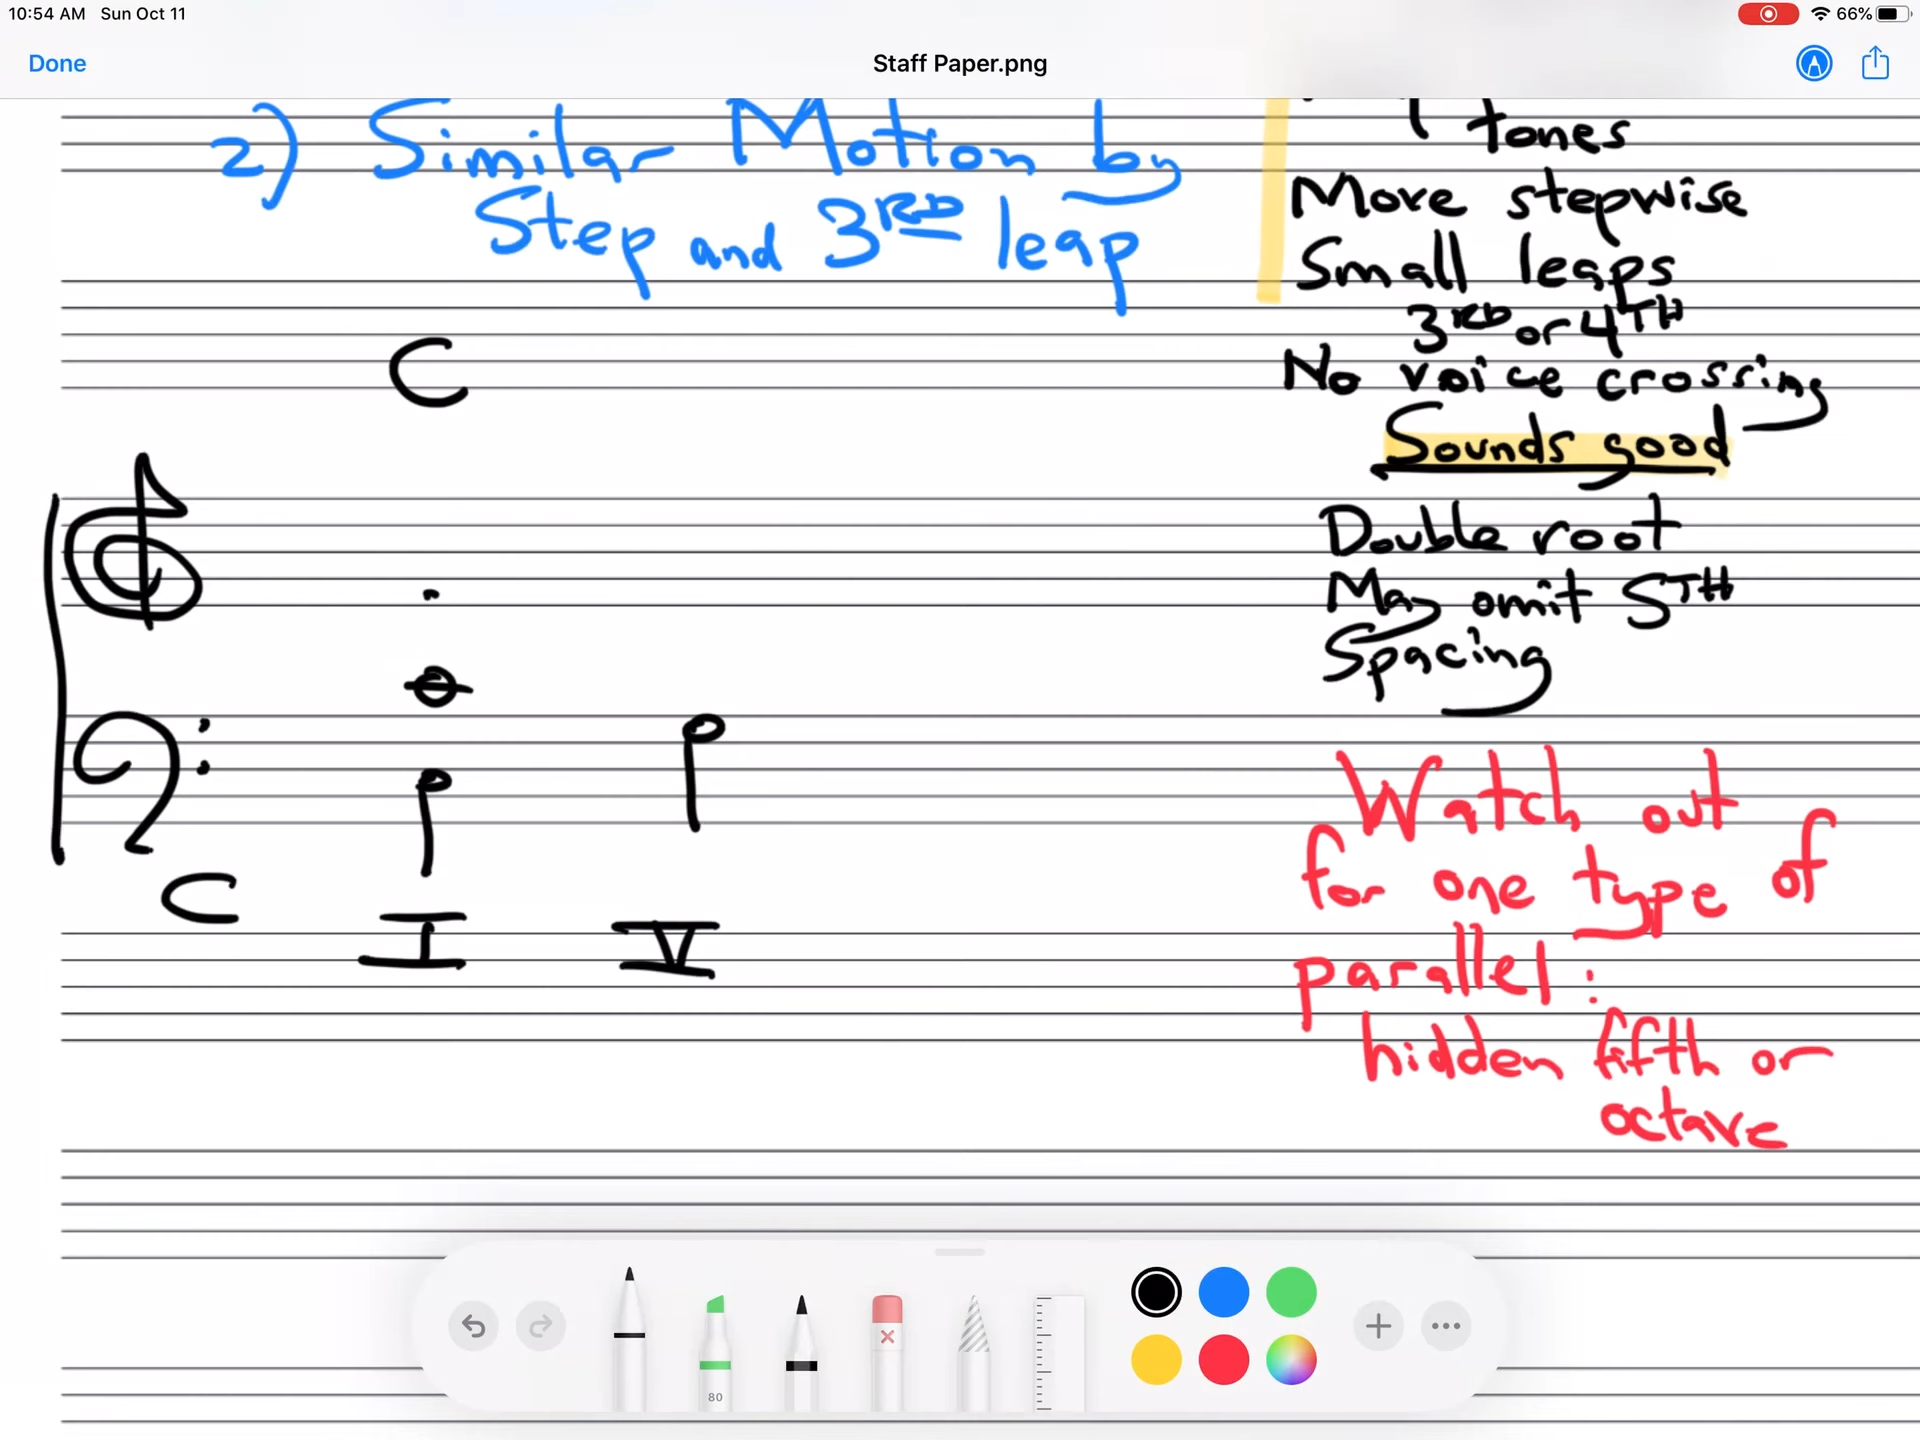 10:54 AM Sun Oct 11
66%
Done
Staff Paper.png
2) Similar Motion by
Step and 3RD leap
C
C
I V
tones
More stepwise
Small leaps
3RD or 4TH
No voice crossing
Sounds good
Double root
May omit 5TH
Spacing
Watch out
for one type of
parallel:
hidden fifth or
octave
80